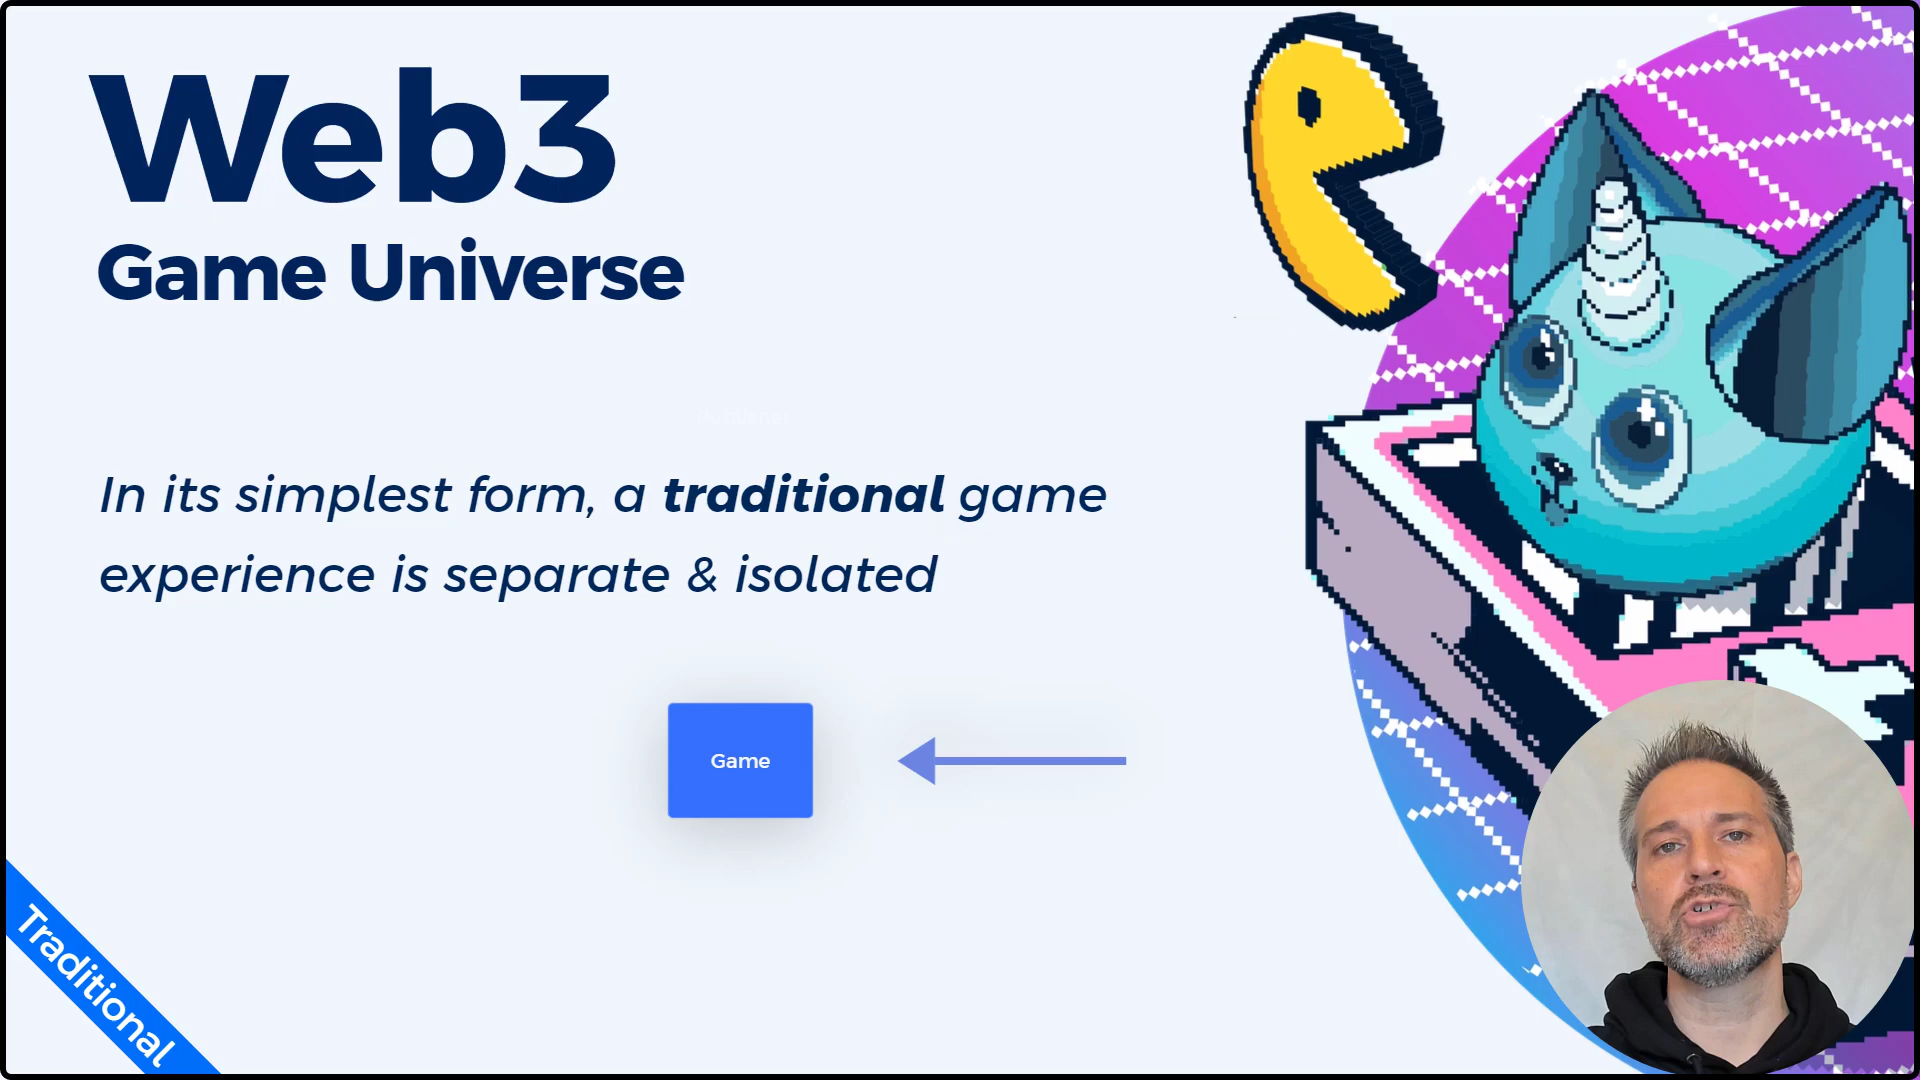 Web3
Game Universe
In its simplest form, a traditional game
experience is separate & isolated
Game
Traditional